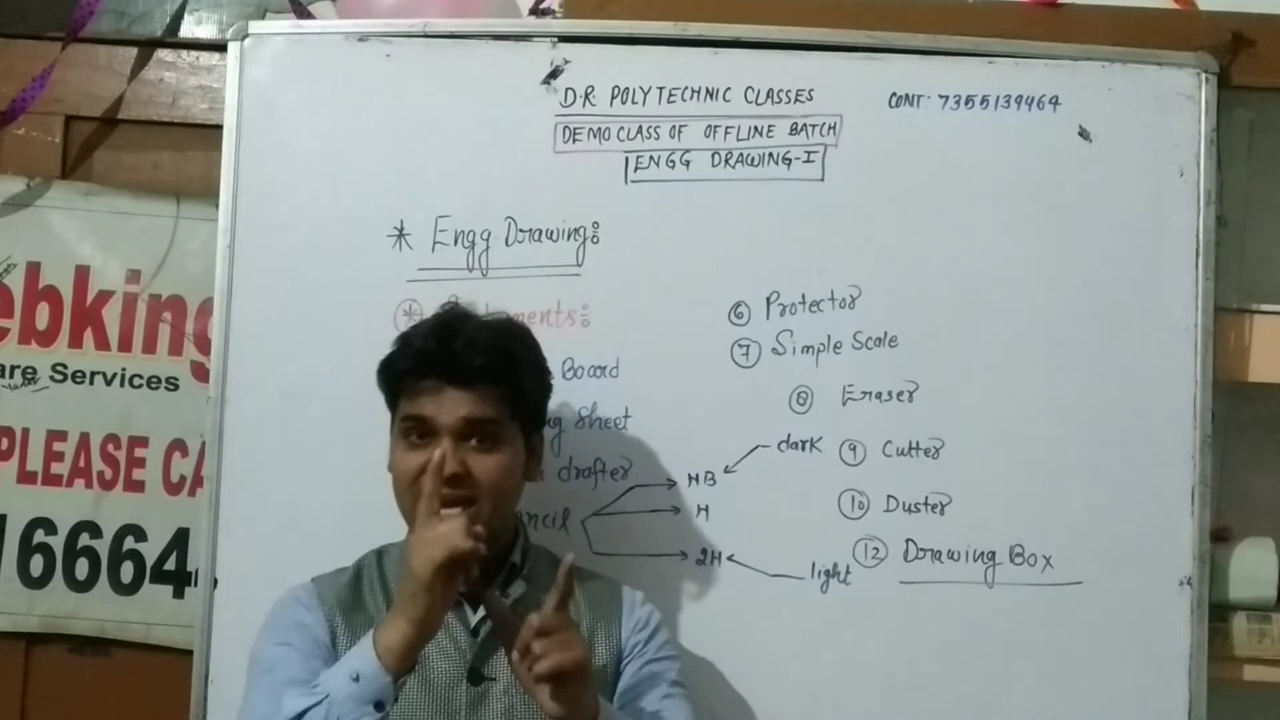 D.R. POLYTECHNIC CLASSES
CONT: 7355139464
DEMO CLASS OF OFFLINE BATCH
ENGG DRAWING-I
* Engg Drawing:
ments:
Board
Sheet
drafter
ncil
HB
H
2H
dark
light
6 Protector
7 Simple Scale
8 Eraser
9 Cutter
10 Duster
12 Drawing Box
ebking
are Services
PLEASE CA
16664